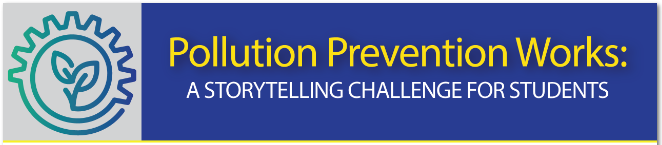 Pollution Prevention Works:
A STORYTELLING CHALLENGE FOR STUDENTS